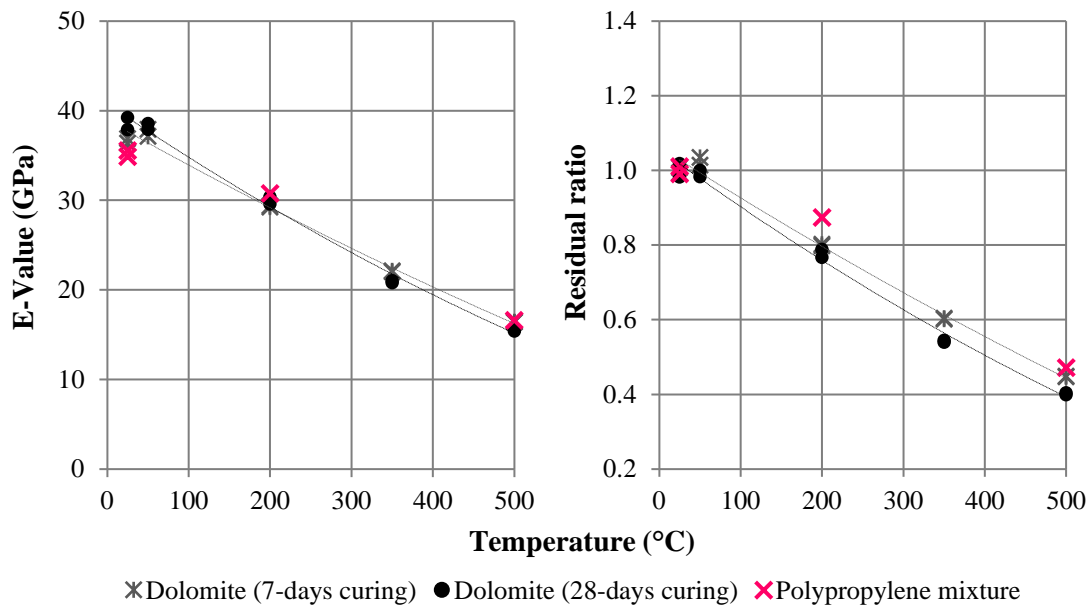 E-Value (GPa)
50
40
30
20
10
0
0 100 200 300 400 500
Residual ratio
1.4
1.2
1.0
0.8
0.6
0.4
0.2
0 100 200 300 400 500
Temperature (°C)
Dolomite (7-days curing) Dolomite (28-days curing) Polypropylene mixture